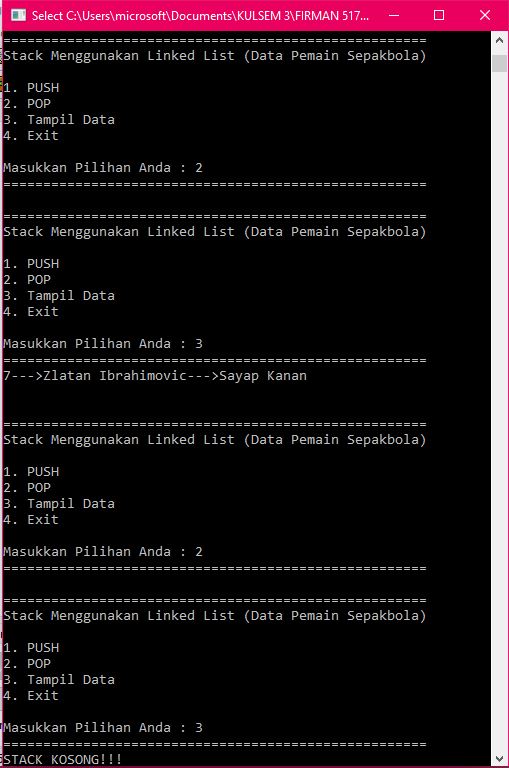 Select C:\Users\microsoft\Documents\KULSEM 3\FIRMAN 517...
=====================================================
Stack Menggunakan Linked List (Data Pemain Sepakbola)
1. PUSH
2. POP
3. Tampil Data
4. Exit
Masukkan Pilihan Anda : 2
=====================================================
=====================================================
Stack Menggunakan Linked List (Data Pemain Sepakbola)
1. PUSH
2. POP
3. Tampil Data
4. Exit
Masukkan Pilihan Anda : 3
=====================================================
7--->Zlatan Ibrahimovic--->Sayap Kanan
=====================================================
Stack Menggunakan Linked List (Data Pemain Sepakbola)
1. PUSH
2. POP
3. Tampil Data
4. Exit
Masukkan Pilihan Anda : 2
=====================================================
=====================================================
Stack Menggunakan Linked List (Data Pemain Sepakbola)
1. PUSH
2. POP
3. Tampil Data
4. Exit
Masukkan Pilihan Anda : 3
=====================================================
STACK KOSONG!!!